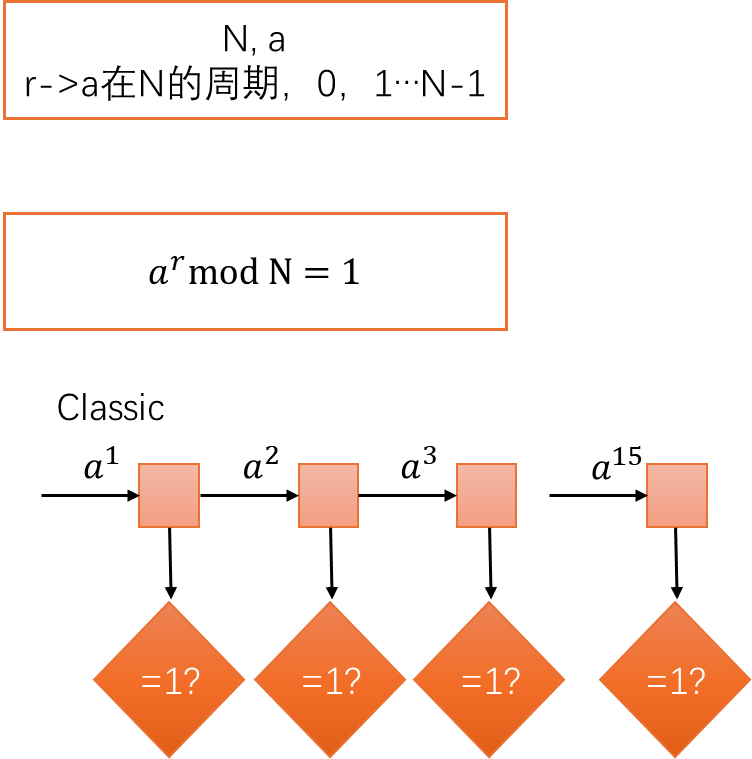 N, a
r->a在N的周期，0，1…N-1
a^r mod N = 1
Classic
a^1 a^2 a^3 a^15
=1? =1? =1? =1?